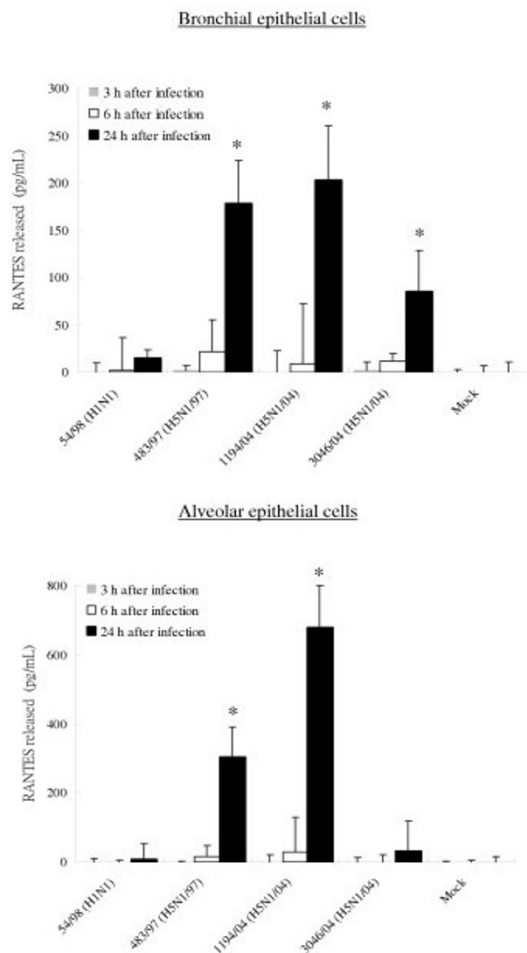 Bronchial epithelial cells
300
250
200
150
100
50
0
RANTES released (pg/mL)
3 h after infection
6 h after infection
24 h after infection
*
*
*
54/98 (H1N1)
483/97 (H5N1/97)
1194/04 (H5N1/04)
3046/04 (H5N1/04)
Mock
Alveolar epithelial cells
800
600
400
200
0
RANTES released (pg/mL)
3 h after infection
6 h after infection
24 h after infection
*
*
54/98 (H1N1)
483/97 (H5N1/97)
1194/04 (H5N1/04)
3046/04 (H5N1/04)
Mock